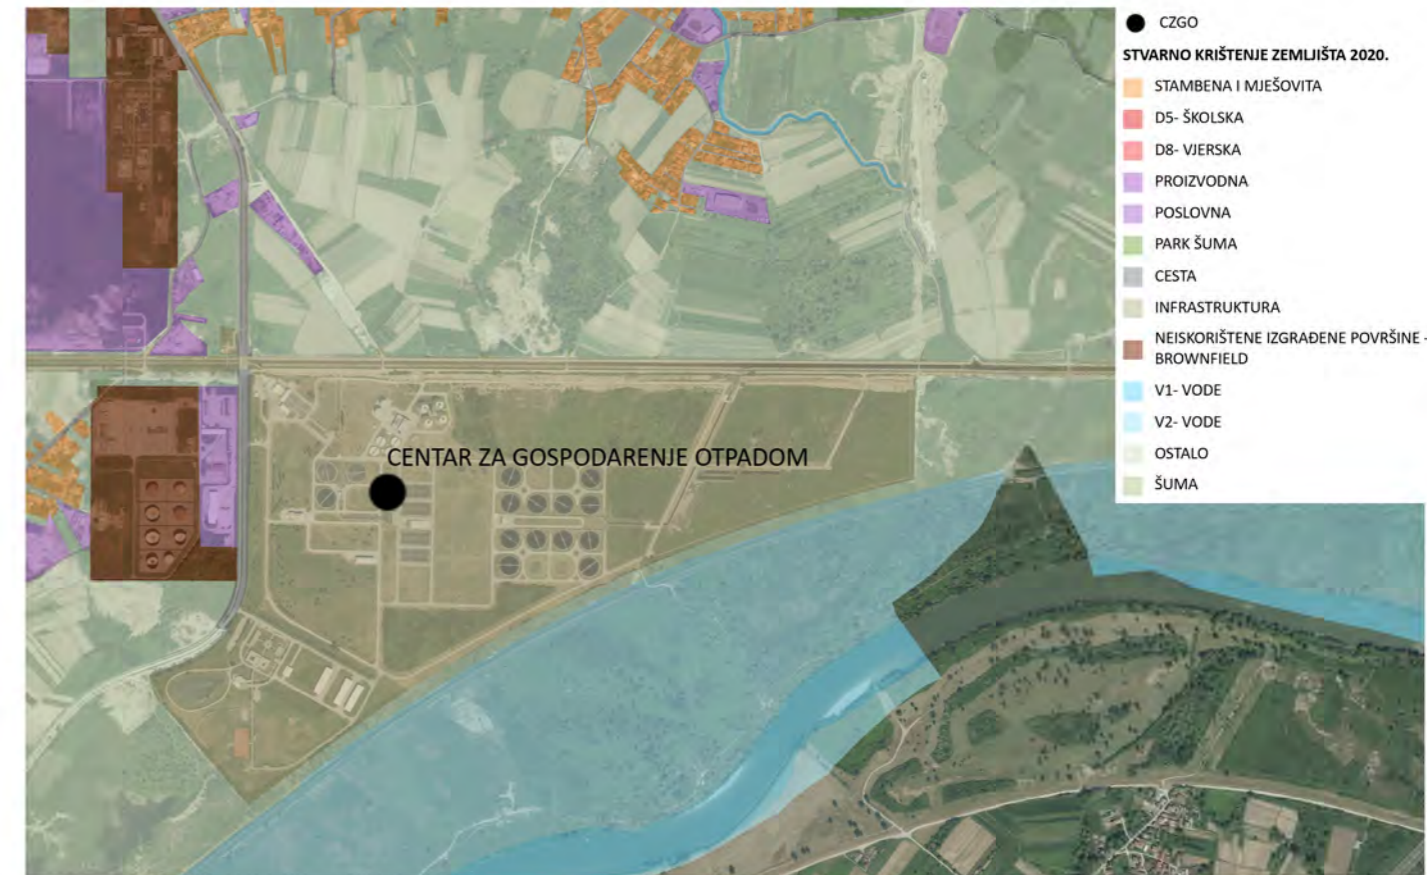 CZGO
STVARNO KRIŠTENJE ZEMLJIŠTA 2020.
STAMBENA I MJEŠOVITA
D5- ŠKOLSKA
D8- VJERSKA
PROIZVODNA
POSLOVNA
PARK ŠUMA
CESTA
INFRASTRUKTURA
NEISKORIŠTENE IZGRAĐENE POVRŠINE -
BROWNFIELD
V1- VODE
V2- VODE
OSTALO
ŠUMA
CENTAR ZA GOSPODARENJE OTPADOM